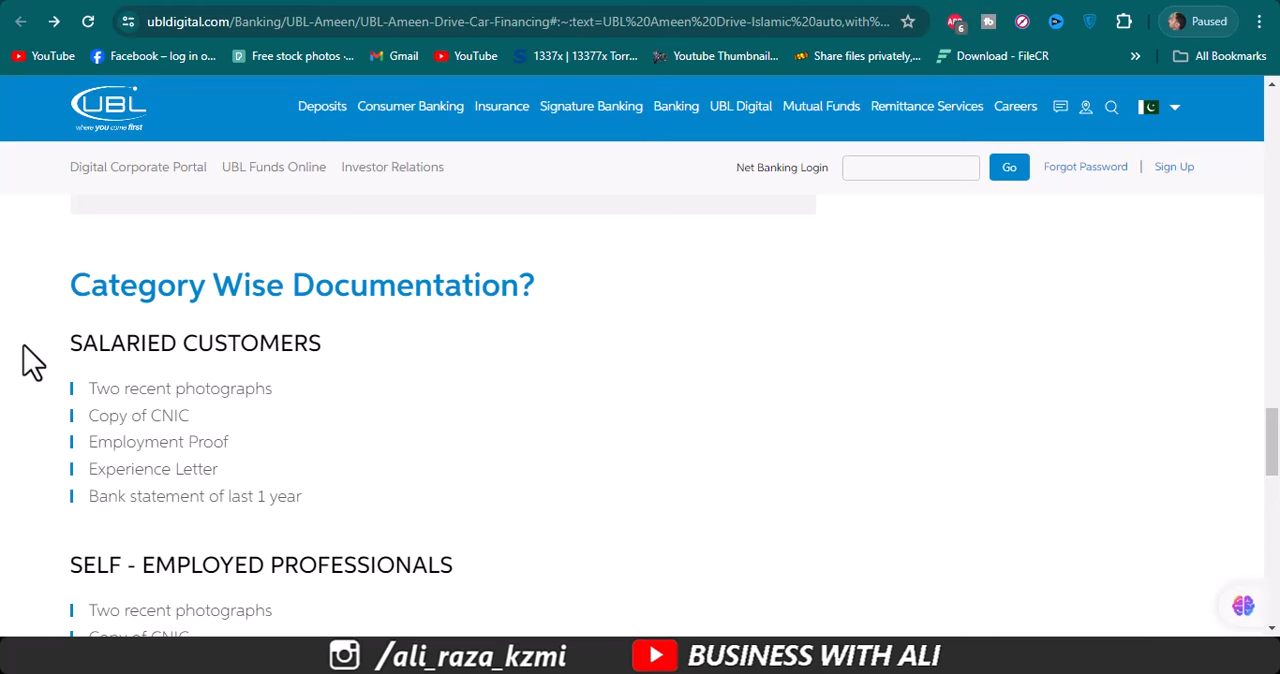 ubldigital.com/Banking/UBL-Ameen/UBL-Ameen-Drive-Car-Financing#:~:text=UBL%20Ameen%20Drive-Islamic%20auto,with%...
6
tb
Paused
YouTube
Facebook – log in o...
Free stock photos -...
Gmail
YouTube
1337x | 13377x Torr...
Youtube Thumbnail...
Share files privately,...
Download - FileCR
»
All Bookmarks
UBL
where you come first
Deposits
Consumer Banking
Insurance
Signature Banking
Banking
UBL Digital
Mutual Funds
Remittance Services
Careers
Digital Corporate Portal
UBL Funds Online
Investor Relations
Net Banking Login
Go
Forgot Password
|
Sign Up
Category Wise Documentation?
SALARIED CUSTOMERS
Two recent photographs
Copy of CNIC
Employment Proof
Experience Letter
Bank statement of last 1 year
SELF - EMPLOYED PROFESSIONALS
Two recent photographs
Copy of CNIC
/ali_raza_kzmi
BUSINESS WITH ALI